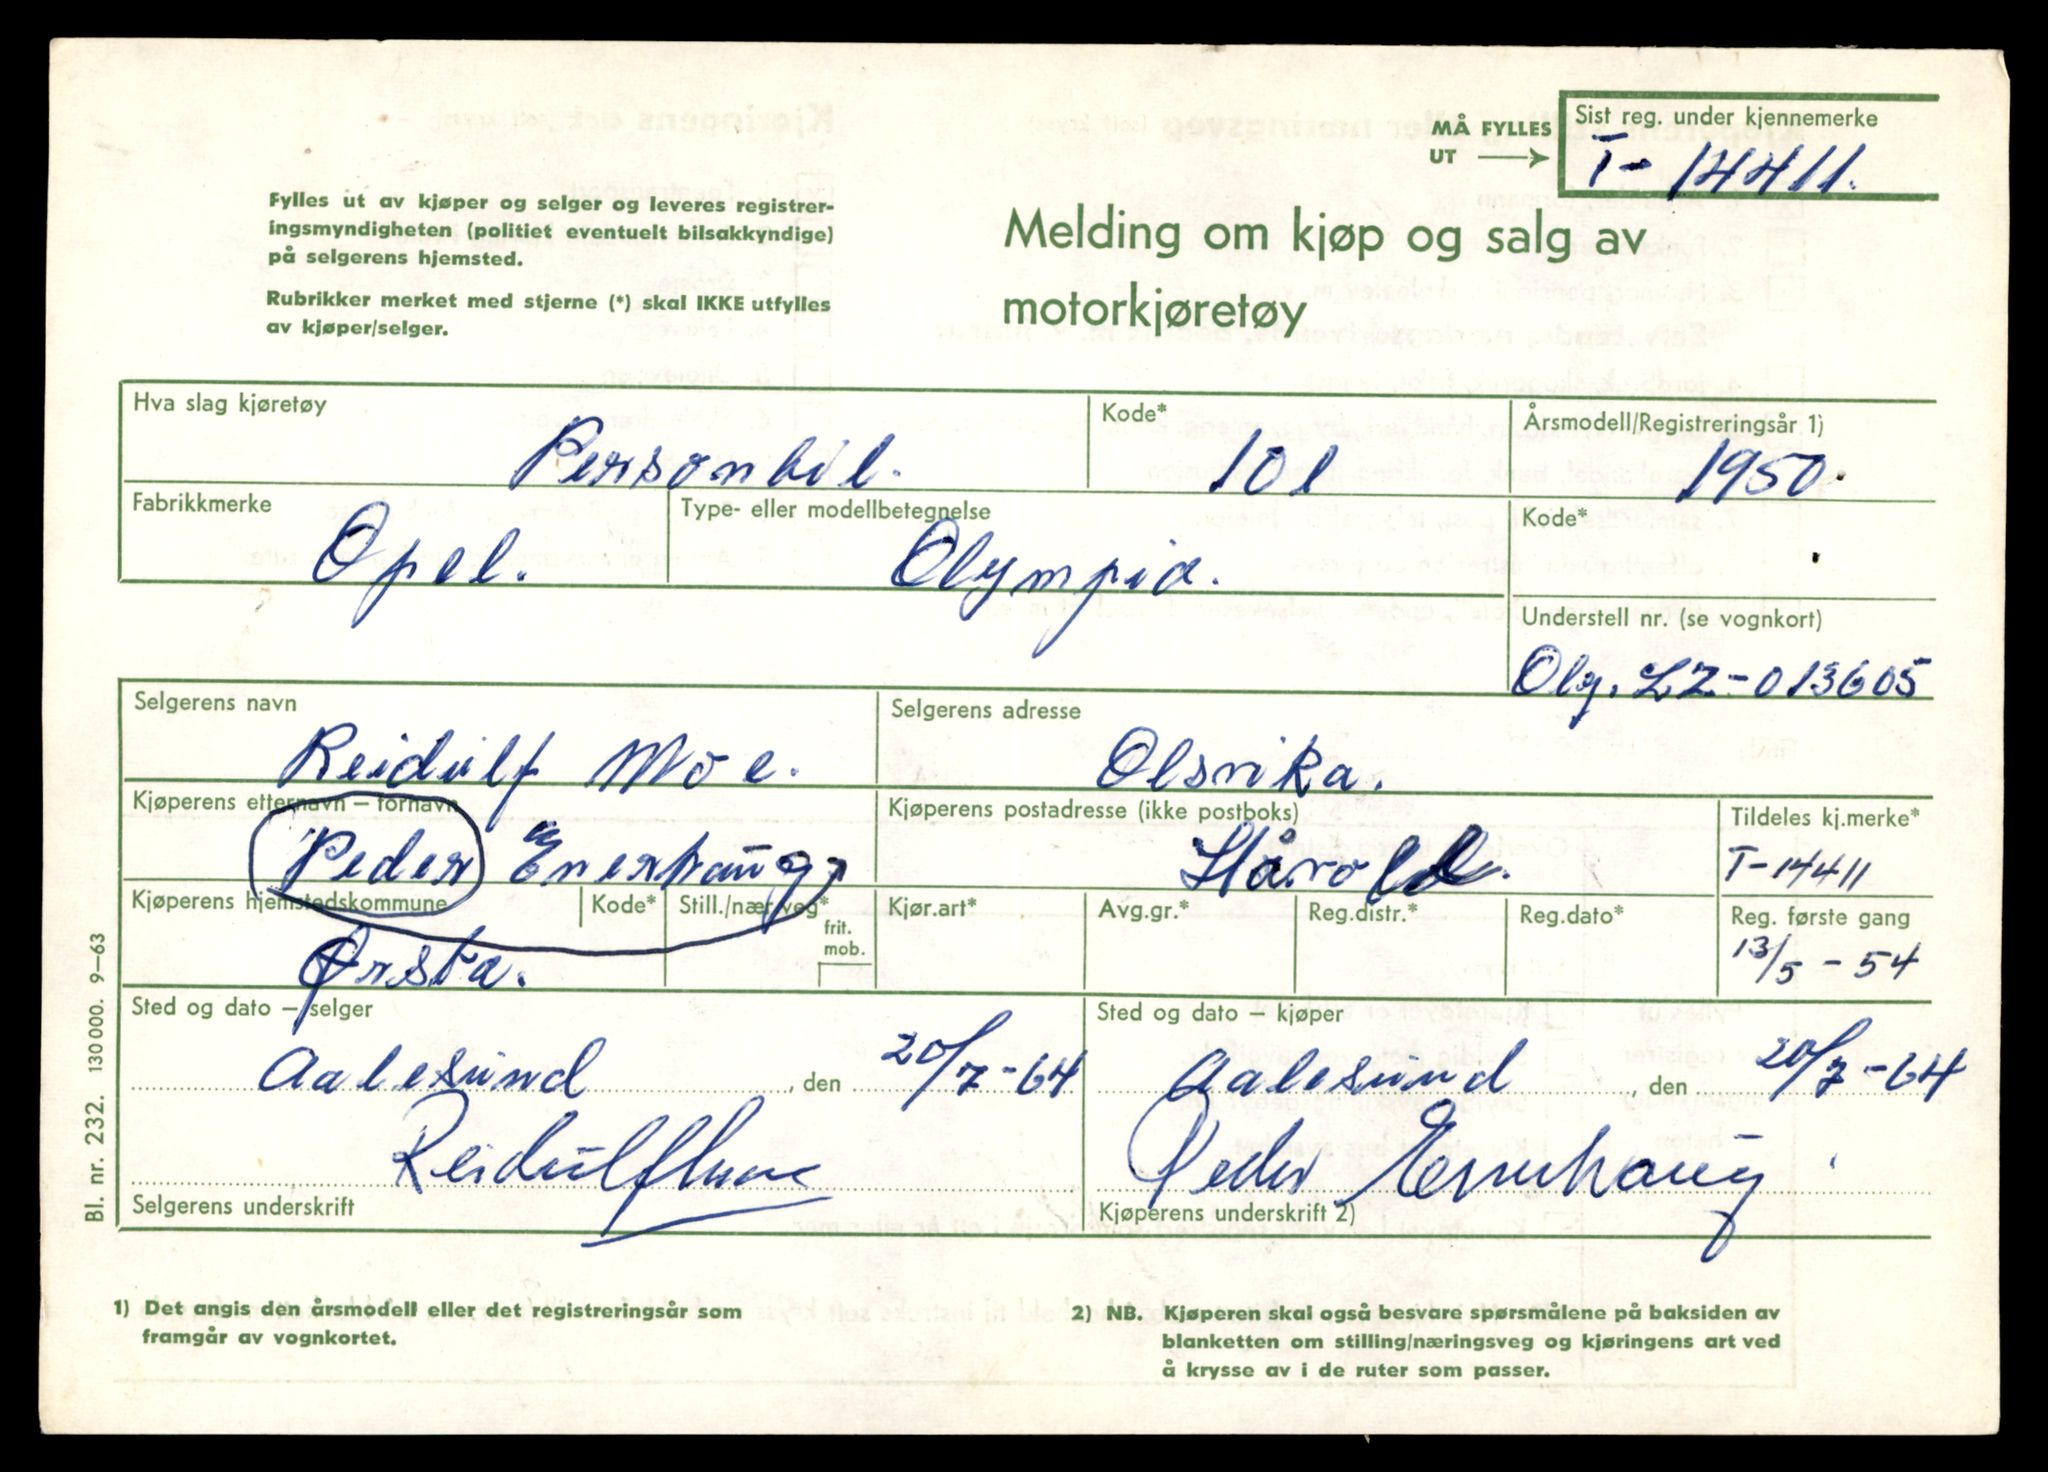 MÅ FYLLES UT
Sist reg. under kjennemerke
T- 14411.
Fylles ut av kjøper og selger og leveres registrer-
ingsmyndigheten (politiet eventuelt bilsakkyndige)
på selgerens hjemsted.
Rubrikker merket med stjerne (*) skal IKKE utfylles
av kjøper/selger.
Melding om kjøp og salg av
motorkjøretøy
Hva slag kjøretøy Kode* Årsmodell/Registreringsår 1)
Personbil. 101 1950.
Fabrikkmerke Type- eller modellbetegnelse Kode*
Opel. Olympia.
Understell nr. (se vognkort)
Oly. LZ-013605
Selgerens navn Selgerens adresse
Reidulf Moe. Olsvika.
Kjøperens etternavn – fornavn Kjøperens postadresse (ikke postboks) Tildeles kj.merke*
Peder Enerhaug, T-14411
Kjøperens hjemstedskommune Kode* Still./nær.veg* frit. mob. Kjør.art* Avg.gr.* Reg.distr.* Reg.dato* Reg. første gang
Ørsta. 13/5 - 54
Sted og dato – selger Sted og dato – kjøper
Aalesund, den 20/7-64 Aalesund, den 20/7-64
Peder Enerhaug
Selgerens underskrift Kjøperens underskrift 2)
Bl. nr. 232. 130 000. 9–63
1) Det angis den årsmodell eller det registreringsår som
framgår av vognkortet.
2) NB. Kjøperen skal også besvare spørsmålene på baksiden av
blanketten om stilling/næringsveg og kjøringens art ved
å krysse av i de ruter som passer.